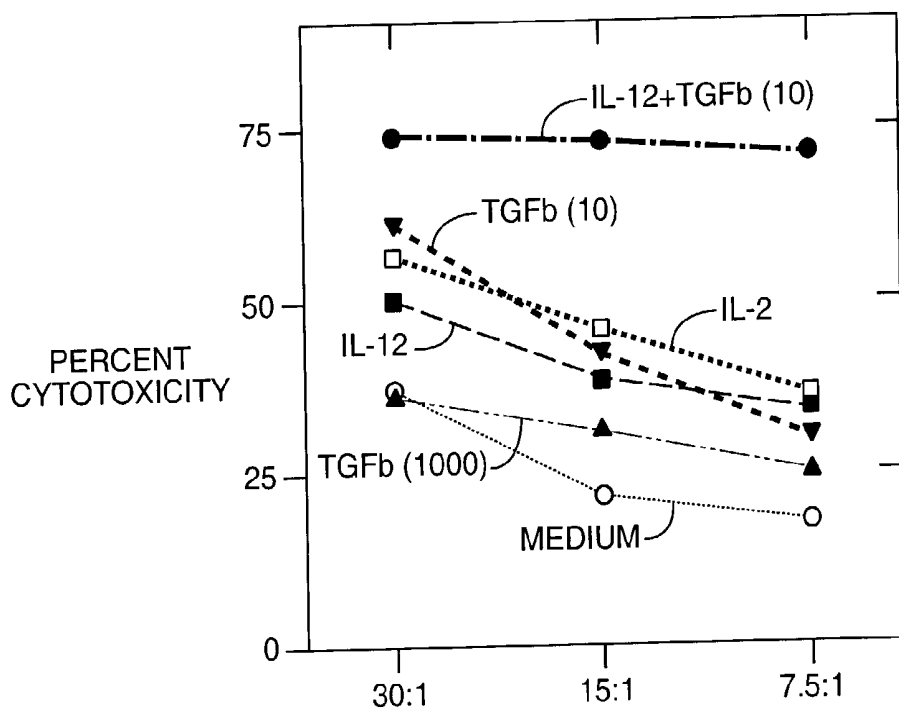 IL-12+TGFb (10)
75
TGFb (10)
50
IL-2
IL-12
PERCENT
CYTOTOXICITY
TGFb (1000)
25
MEDIUM
0
30:1
15:1
7.5:1